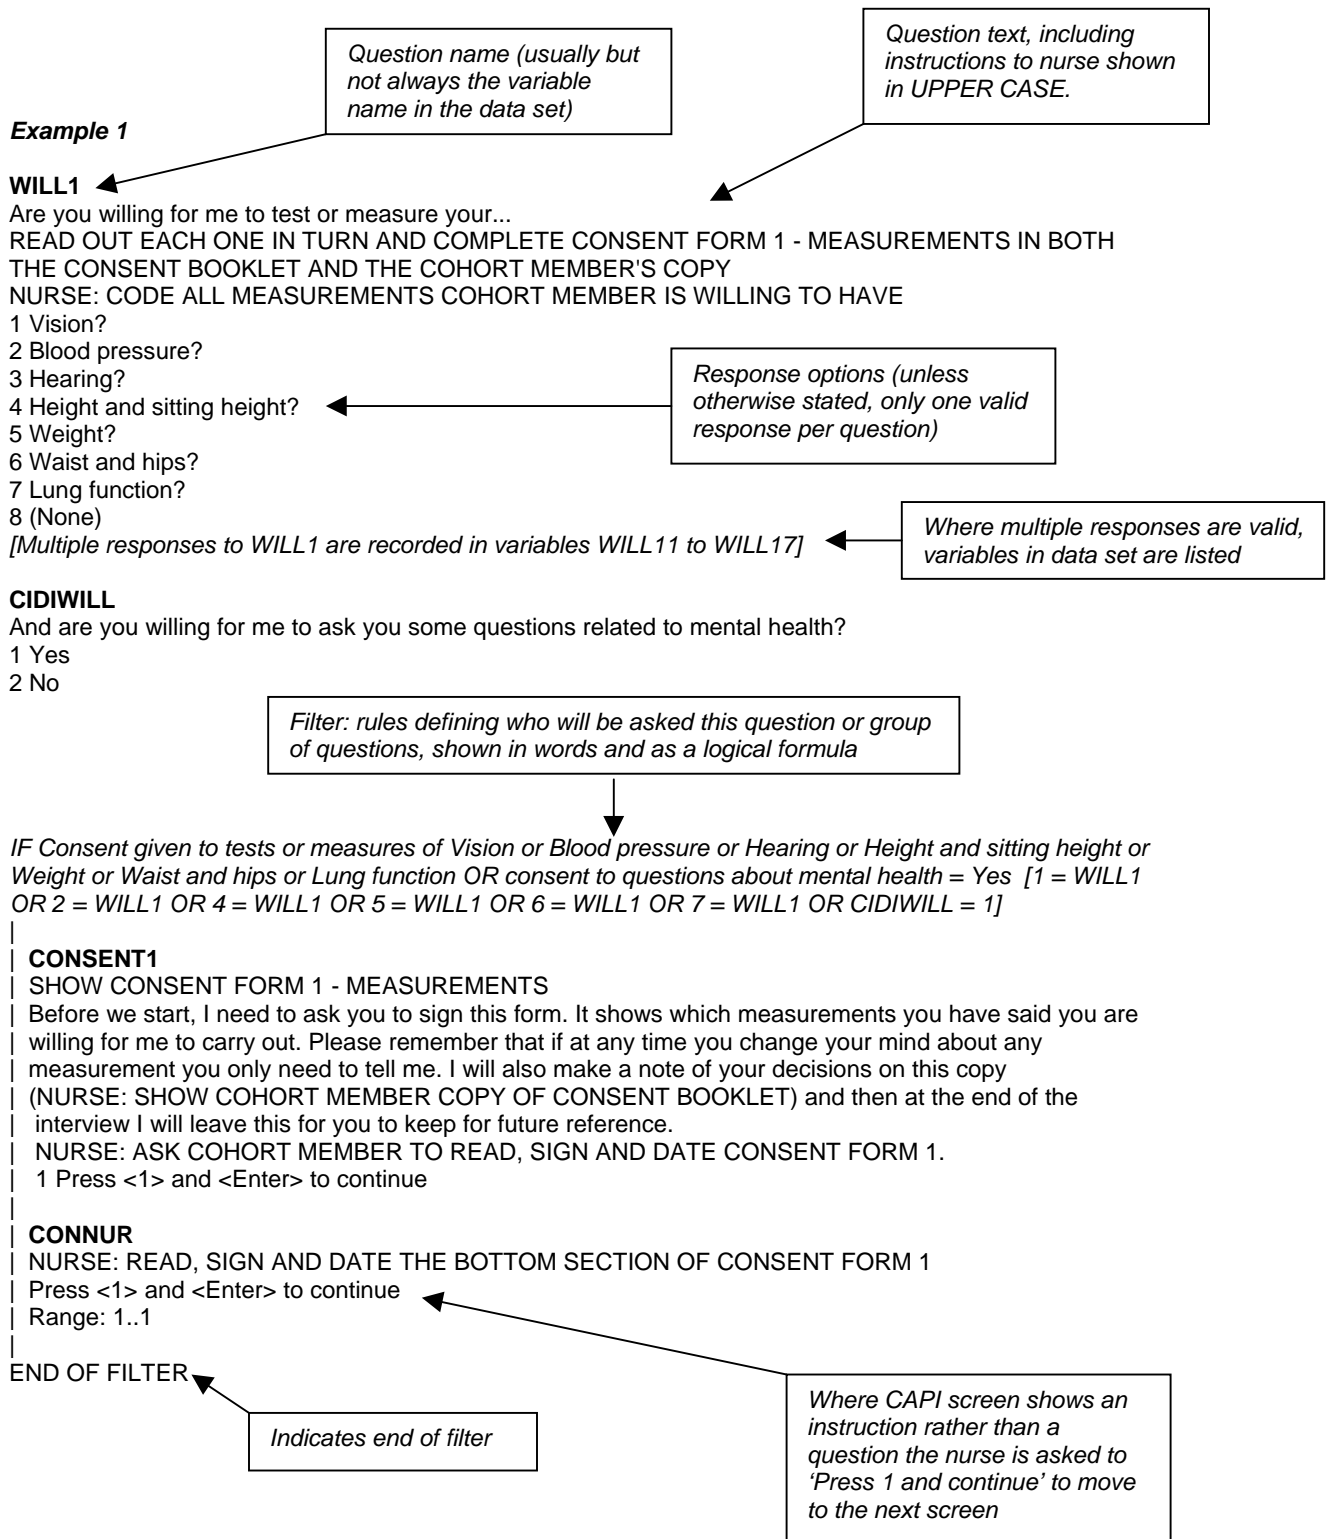 Question name (usually but
not always the variable
name in the data set)
Question text, including
instructions to nurse shown
in UPPER CASE.
Example 1
WILL1
Are you willing for me to test or measure your...
READ OUT EACH ONE IN TURN AND COMPLETE CONSENT FORM 1 - MEASUREMENTS IN BOTH
THE CONSENT BOOKLET AND THE COHORT MEMBER'S COPY
NURSE: CODE ALL MEASUREMENTS COHORT MEMBER IS WILLING TO HAVE
1 Vision?
2 Blood pressure?
3 Hearing?
4 Height and sitting height?
5 Weight?
6 Waist and hips?
7 Lung function?
8 (None)
[Multiple responses to WILL1 are recorded in variables WILL11 to WILL17]
Response options (unless
otherwise stated, only one valid
response per question)
Where multiple responses are valid,
variables in data set are listed
CIDIWILL
And are you willing for me to ask you some questions related to mental health?
1 Yes
2 No
Filter: rules defining who will be asked this question or group
of questions, shown in words and as a logical formula
IF Consent given to tests or measures of Vision or Blood pressure or Hearing or Height and sitting height or
Weight or Waist and hips or Lung function OR consent to questions about mental health = Yes [1 = WILL1
OR 2 = WILL1 OR 4 = WILL1 OR 5 = WILL1 OR 6 = WILL1 OR 7 = WILL1 OR CIDIWILL = 1]
|
| CONSENT1
| SHOW CONSENT FORM 1 - MEASUREMENTS
| Before we start, I need to ask you to sign this form. It shows which measurements you have said you are
| willing for me to carry out. Please remember that if at any time you change your mind about any
| measurement you only need to tell me. I will also make a note of your decisions on this copy
| (NURSE: SHOW COHORT MEMBER COPY OF CONSENT BOOKLET) and then at the end of the
| interview I will leave this for you to keep for future reference.
| NURSE: ASK COHORT MEMBER TO READ, SIGN AND DATE CONSENT FORM 1.
| 1 Press <1> and <Enter> to continue
|
| CONNUR
| NURSE: READ, SIGN AND DATE THE BOTTOM SECTION OF CONSENT FORM 1
| Press <1> and <Enter> to continue
| Range: 1..1
|
END OF FILTER
Indicates end of filter
Where CAPI screen shows an
instruction rather than a
question the nurse is asked to
‘Press 1 and continue’ to move
to the next screen